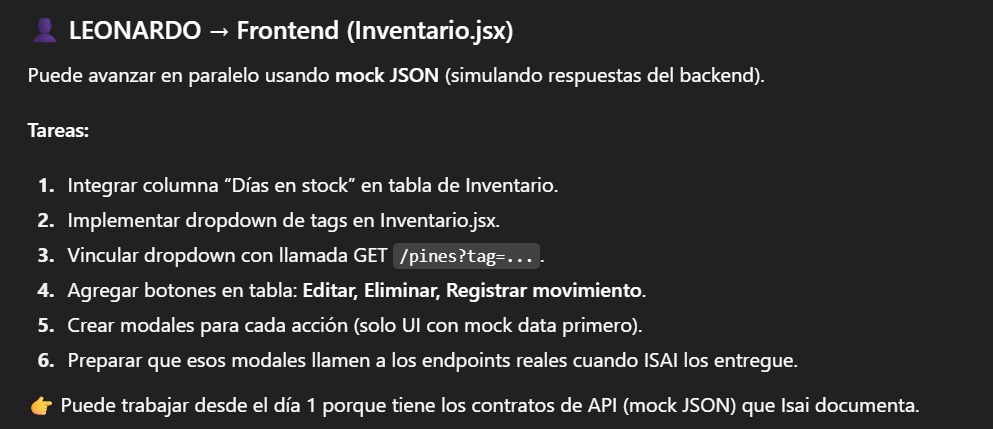 👤 LEONARDO → Frontend (Inventario.jsx)
Puede avanzar en paralelo usando mock JSON (simulando respuestas del backend).
Tareas:
1. Integrar columna “Días en stock” en tabla de Inventario.
2. Implementar dropdown de tags en Inventario.jsx.
3. Vincular dropdown con llamada GET /pines?tag=... .
4. Agregar botones en tabla: Editar, Eliminar, Registrar movimiento.
5. Crear modales para cada acción (solo UI con mock data primero).
6. Preparar que esos modales llamen a los endpoints reales cuando ISAI los entregue.
👉 Puede trabajar desde el día 1 porque tiene los contratos de API (mock JSON) que Isai documenta.